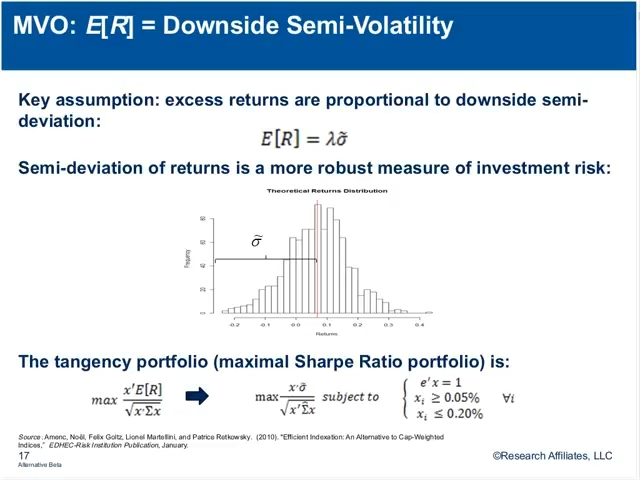 MVO: E[R] = Downside Semi-Volatility
Key assumption: excess returns are proportional to downside semi-
deviation:
E[R] = λσ̃
Semi-deviation of returns is a more robust measure of investment risk:
Theoretical Returns Distribution
σ̃
Frequency
80
60
40
20
0
-0.2 -0.1 0.0 0.1 0.2 0.3 0.4
Returns
The tangency portfolio (maximal Sharpe Ratio portfolio) is:
max x'E[R] / √x'Σx
max x'σ̃ / √x'Σ̂x subject to { e'x = 1
xᵢ ≥ 0.05% ∀i
xᵢ ≤ 0.20%
Source: Amenc, Noël, Felix Goltz, Lionel Martellini, and Patrice Retkowsky. (2010). "Efficient Indexation: An Alternative to Cap-Weighted
Indices," EDHEC-Risk Institution Publication, January.
17
Alternative Beta
©Research Affiliates, LLC